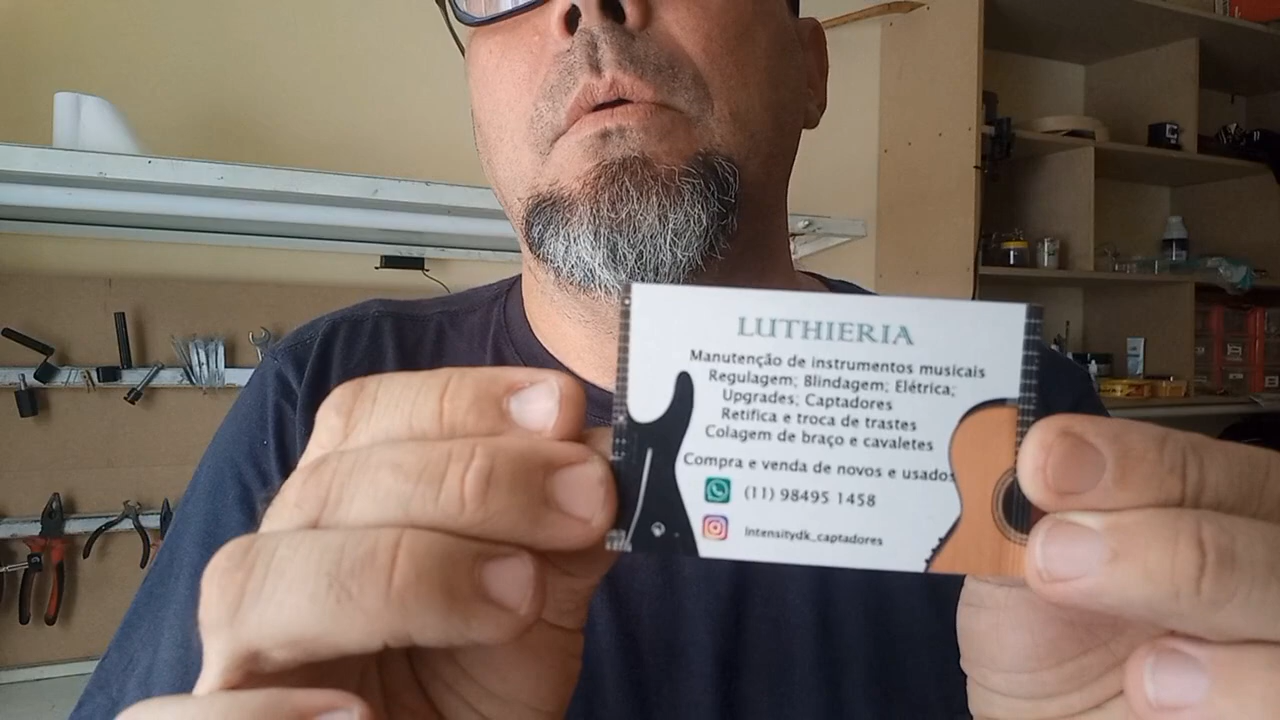 LUTHIERIA
Manutenção de instrumentos musicais
Regulagem; Blindagem; Elétrica;
Upgrades; Captadores
Retifica e troca de trastes
Colagem de braço e cavaletes
Compra e venda de novos e usados
(11) 98495 1458
intensitydk_captadores